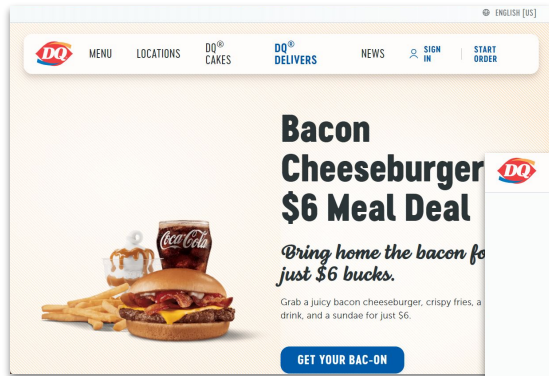 ENGLISH [US]
DQ
MENU
LOCATIONS
DQ®
CAKES
DQ®
DELIVERS
NEWS
SIGN
IN
START
ORDER
Bacon
Cheeseburger
$6 Meal Deal
Bring home the bacon fo
just $6 bucks.
Grab a juicy bacon cheeseburger, crispy fries, a
drink, and a sundae for just $6.
GET YOUR BAC-ON
Coca-Cola
DQ